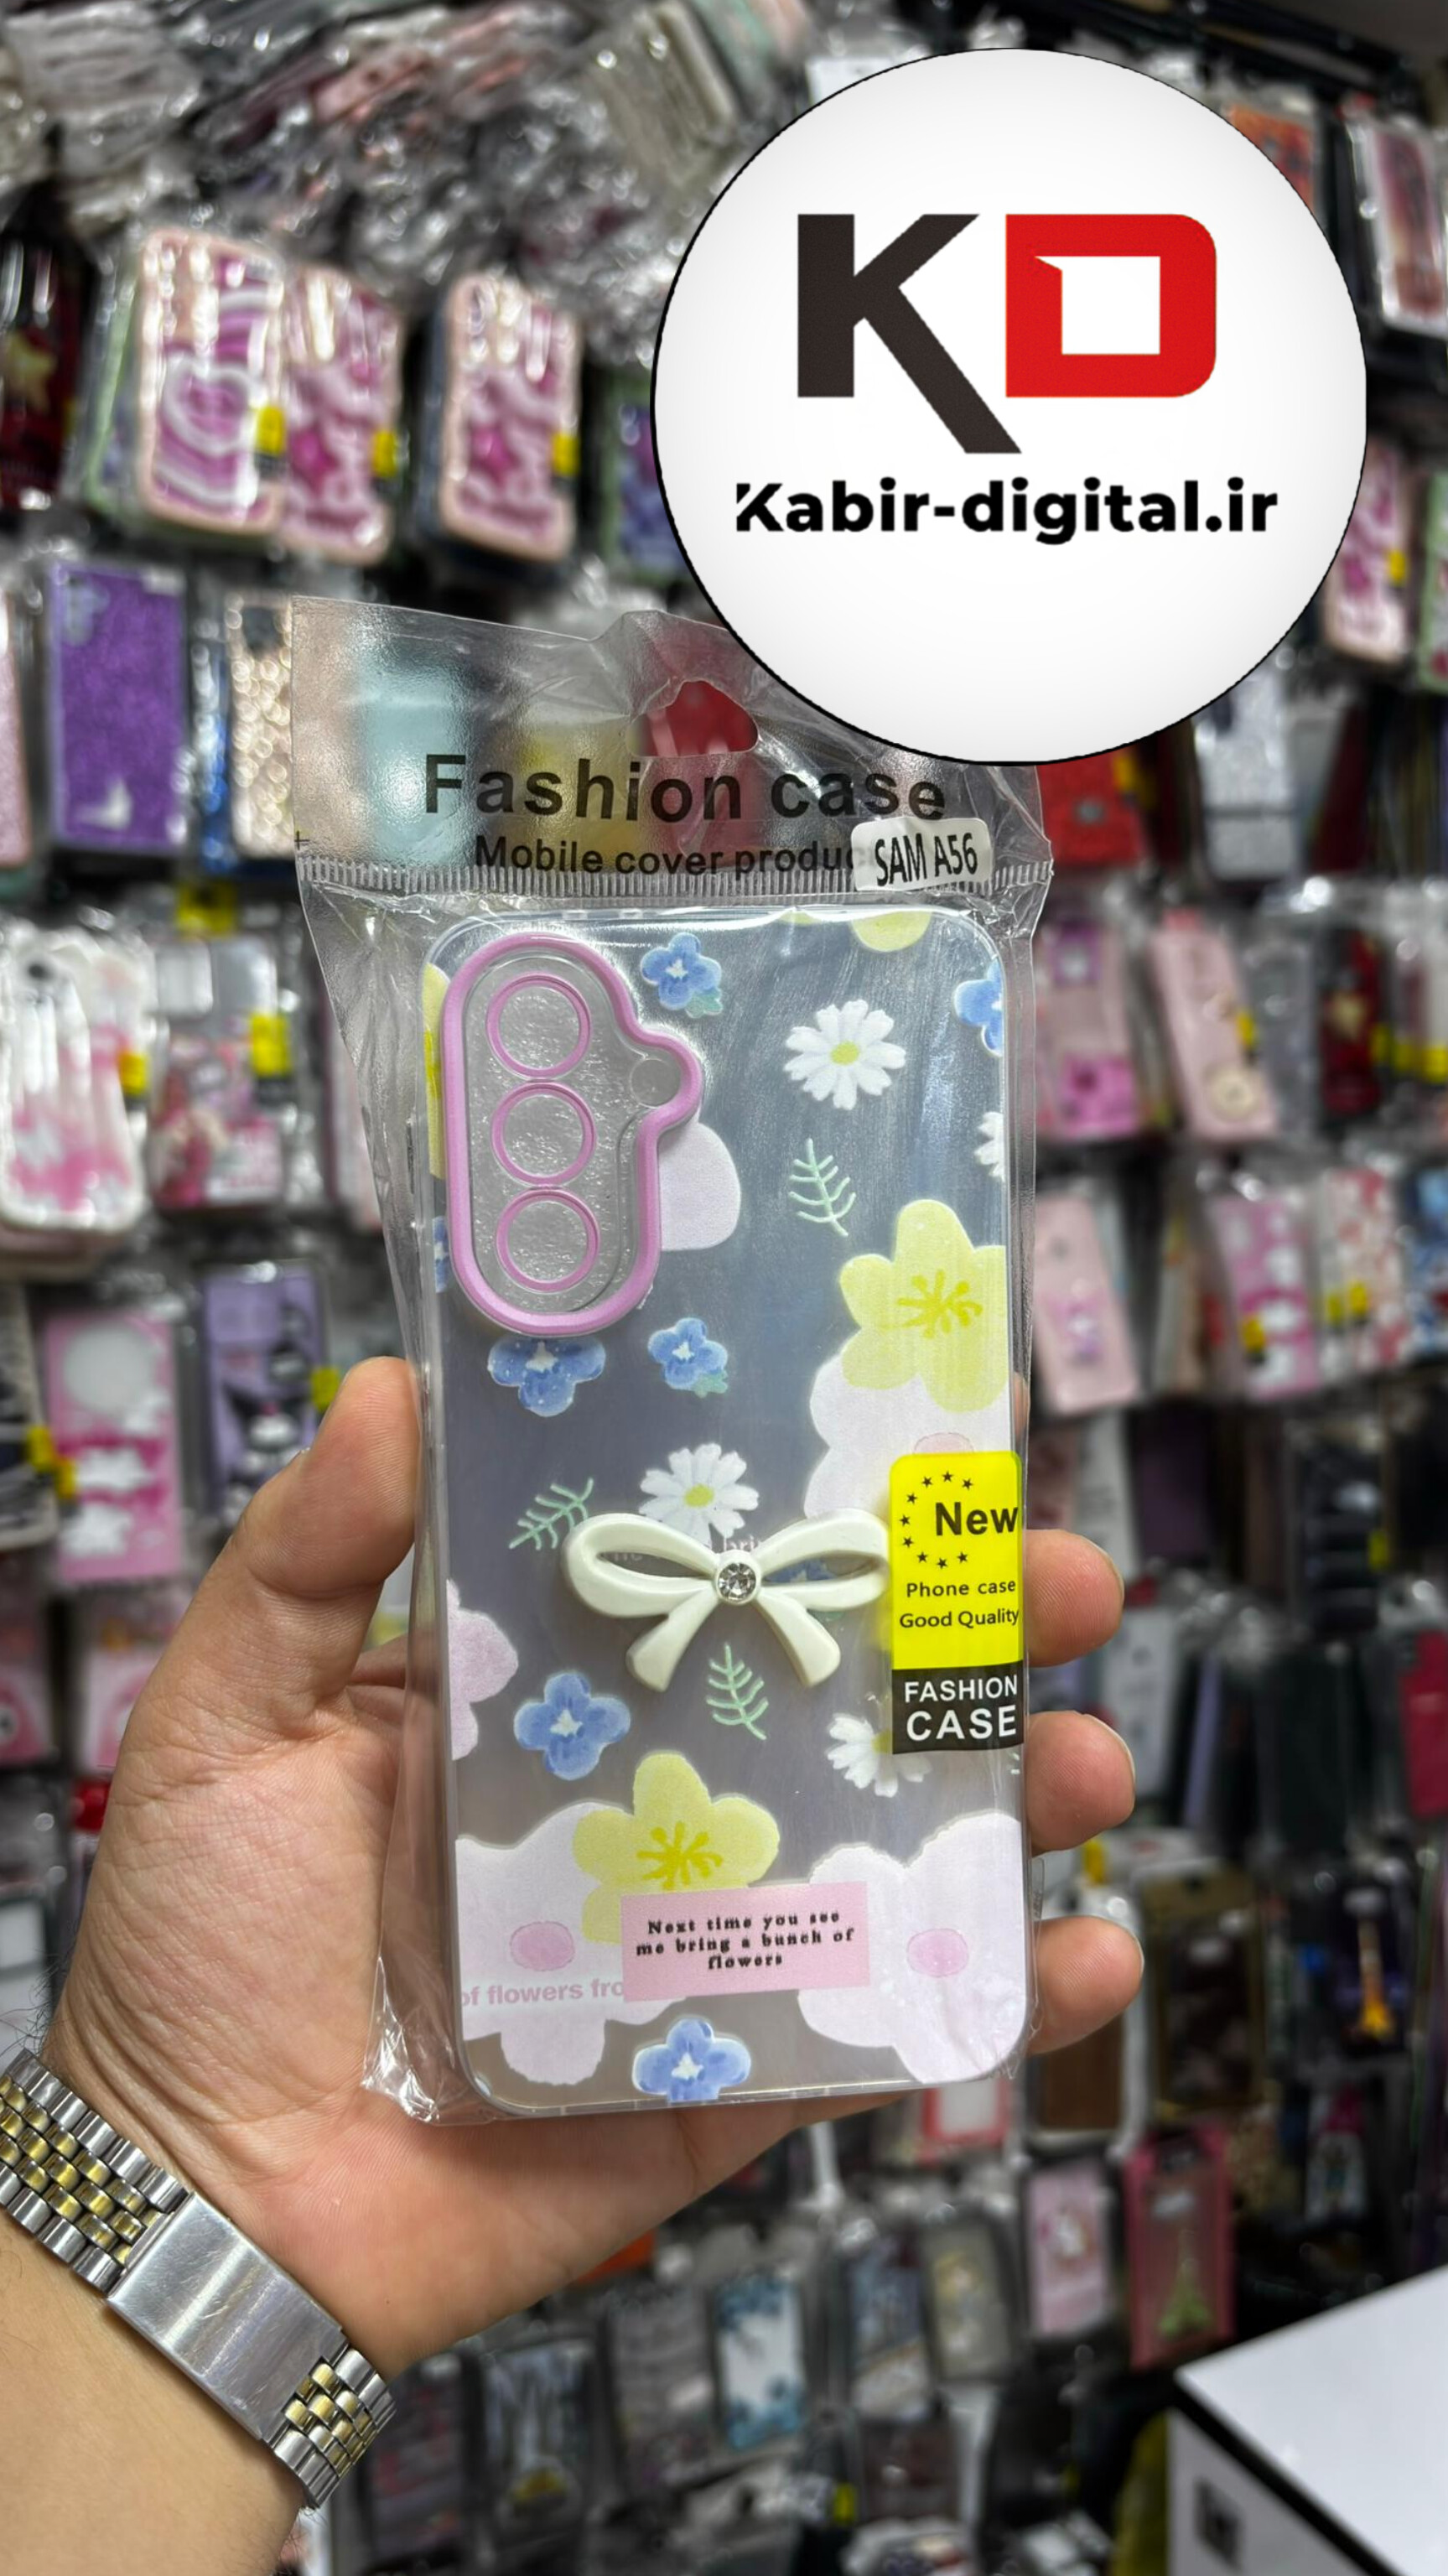 KD
Kabir-digital.ir
Fashion case
Mobile cover produc
SAM A56
New
Phone case
Good Quality
FASHION
CASE
Next time you see
me bring a bunch of
flowers
of flowers fro